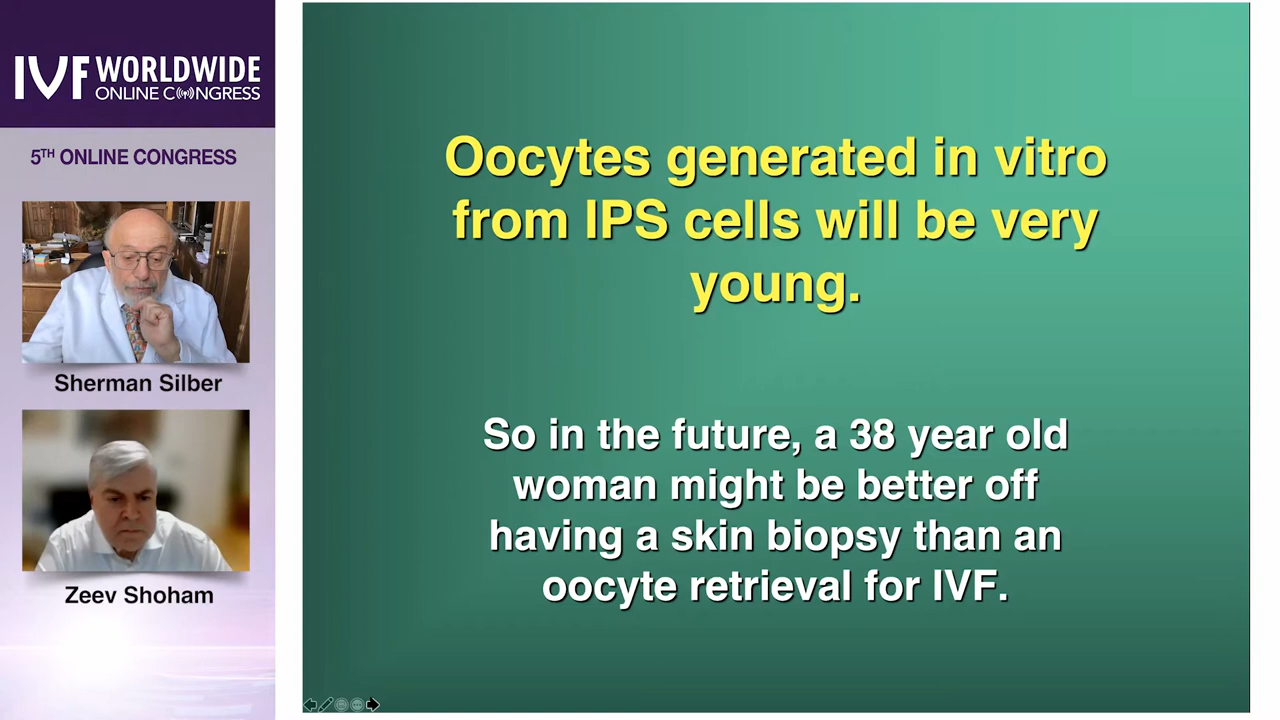 IVF WORLDWIDE
ONLINE CONGRESS
5TH ONLINE CONGRESS
Sherman Silber
Zeev Shoham
Oocytes generated in vitro
from IPS cells will be very
young.
So in the future, a 38 year old
woman might be better off
having a skin biopsy than an
oocyte retrieval for IVF.